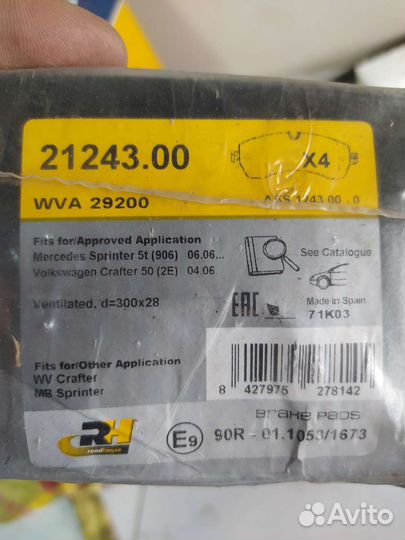 21243.00
X4
WVA 29200
Fits for/Approved Application
Mercedes Sprinter 5t (906) 06.06...
Volkswagen Crafter 50 (2E) 04.06
See Catalogue
Ventilated, d=300x28
EAC
Made in Spain
71K03
Fits for/Other Application
WV Crafter
MB Sprinter
8 427975 278142
BRAKE PADS
RH
roadhouse
E9
90R - 01.1053/1673
Avito